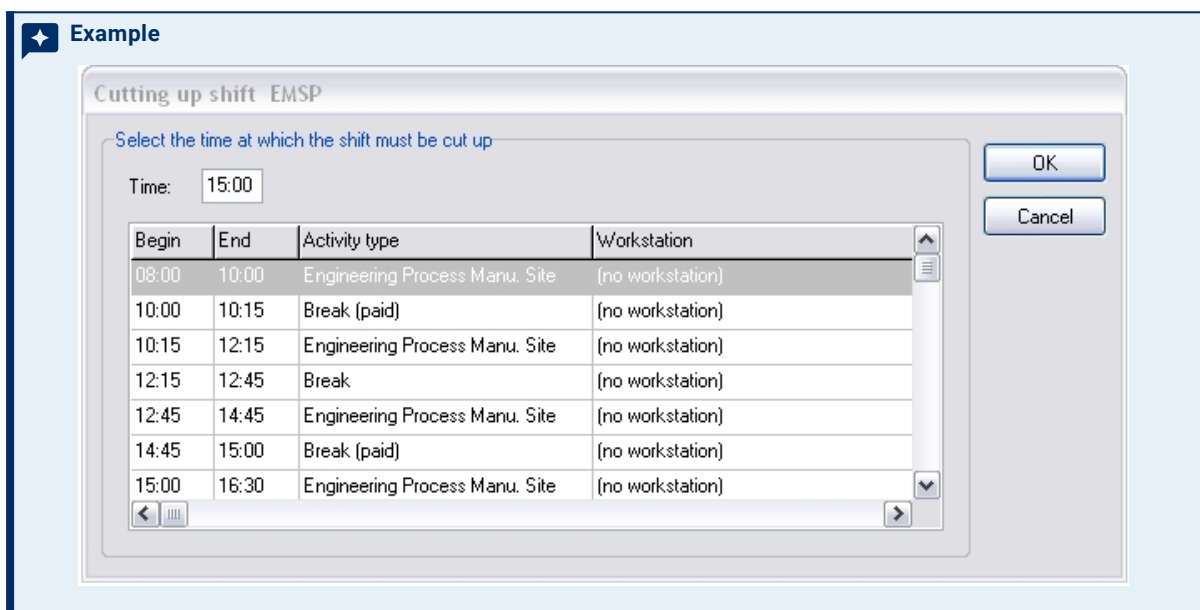 Example
Cutting up shift EMSP
Select the time at which the shift must be cut up
Time: 15:00
OK
Cancel
Begin End Activity type Workstation
08:00 10:00 Engineering Process Manu. Site (no workstation)
10:00 10:15 Break (paid) (no workstation)
10:15 12:15 Engineering Process Manu. Site (no workstation)
12:15 12:45 Break (no workstation)
12:45 14:45 Engineering Process Manu. Site (no workstation)
14:45 15:00 Break (paid) (no workstation)
15:00 16:30 Engineering Process Manu. Site (no workstation)